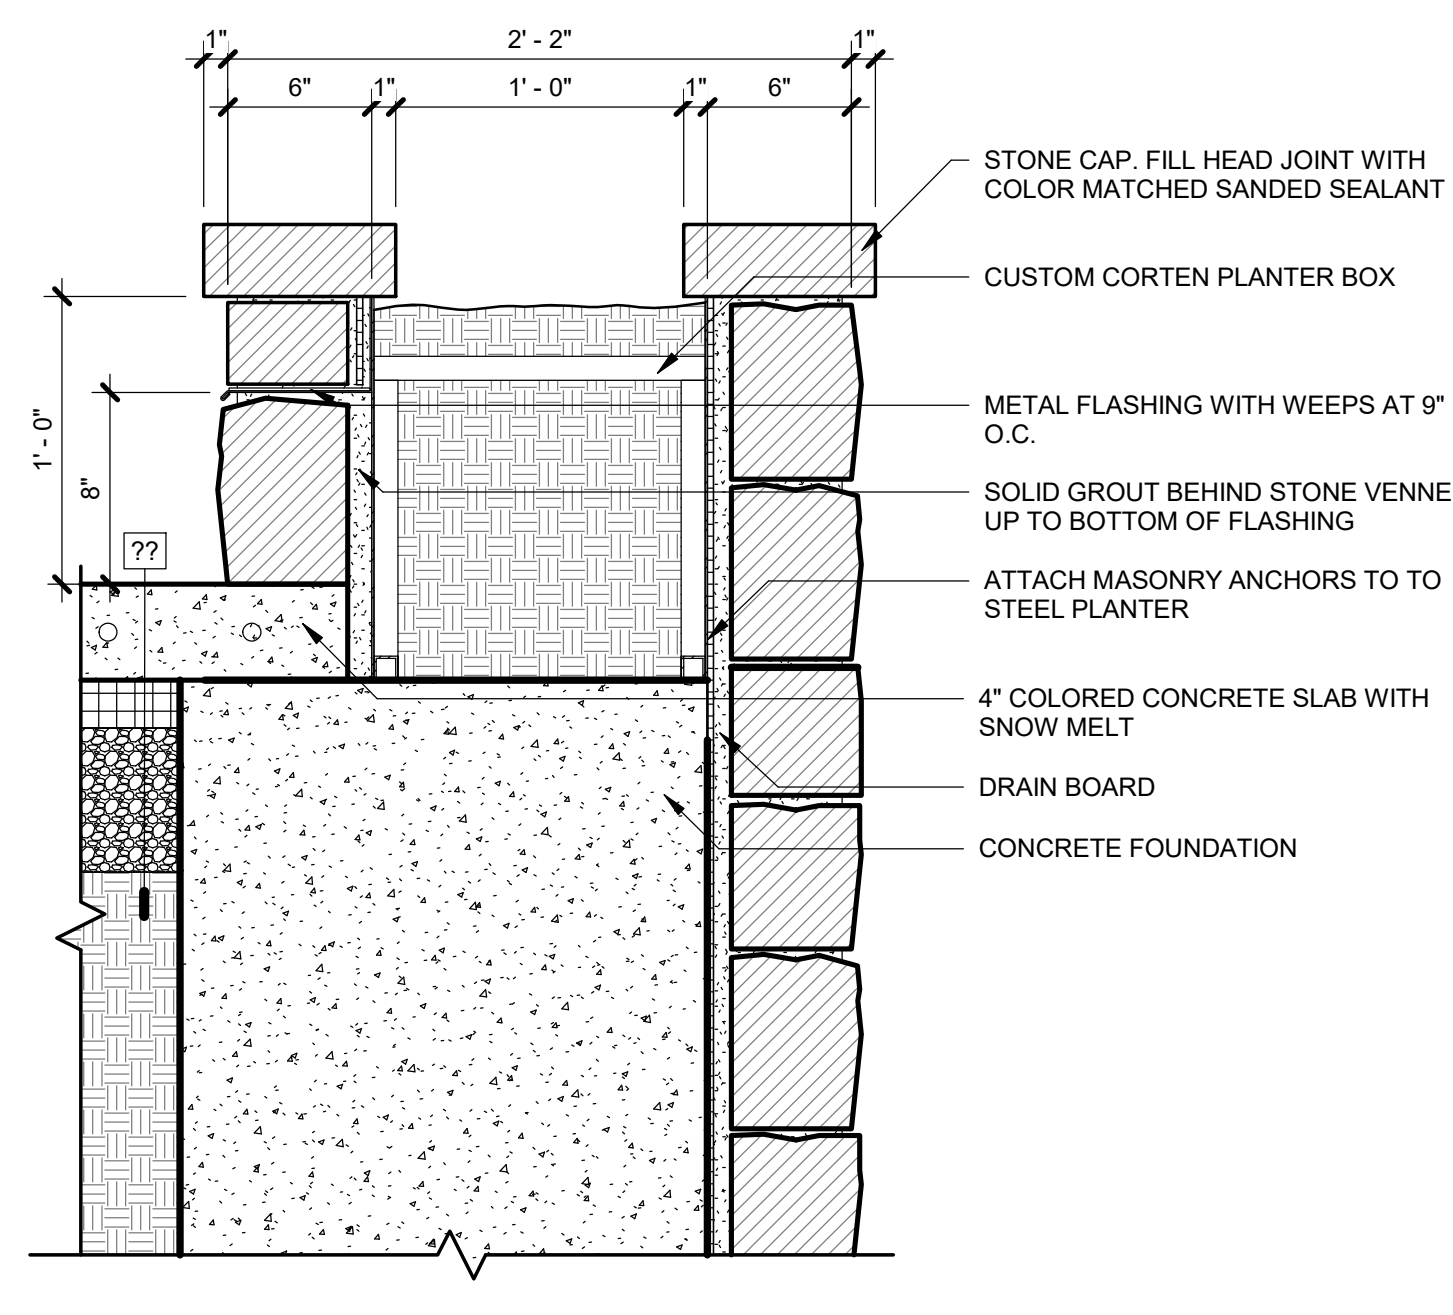 1"
2' - 2"
1"
6"
1"
1' - 0"
1"
6"
STONE CAP. FILL HEAD JOINT WITH
COLOR MATCHED SANDED SEALANT
CUSTOM CORTEN PLANTER BOX
METAL FLASHING WITH WEEPS AT 9"
O.C.
1' - 0"
8"
SOLID GROUT BEHIND STONE VENNE
UP TO BOTTOM OF FLASHING
??
ATTACH MASONRY ANCHORS TO TO
STEEL PLANTER
4" COLORED CONCRETE SLAB WITH
SNOW MELT
DRAIN BOARD
CONCRETE FOUNDATION